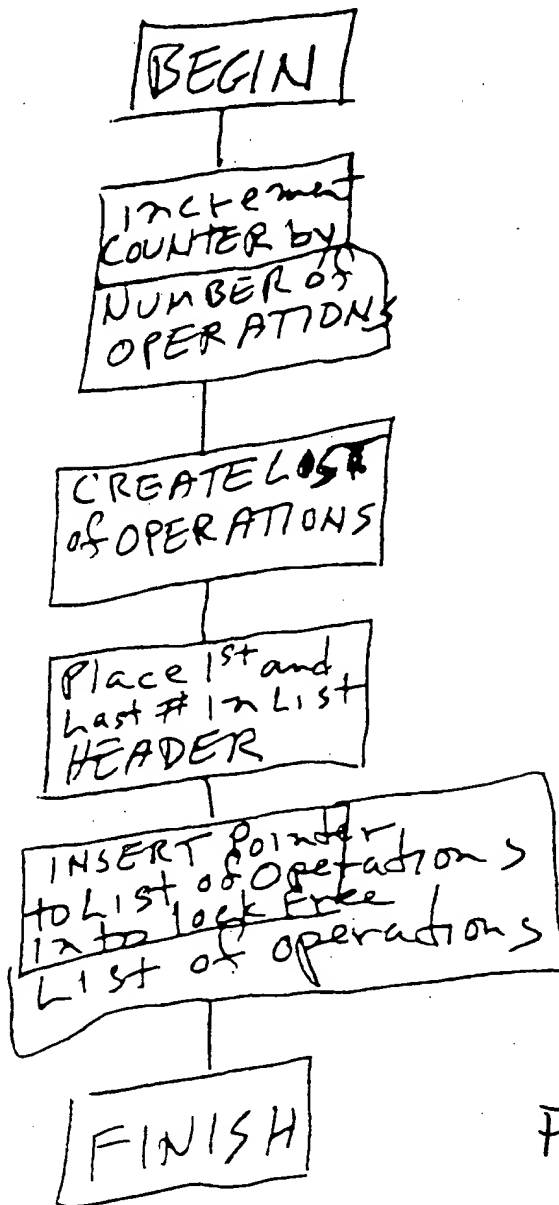 BEGIN
increment
COUNTER by
NUMBER of
OPERATIONS
CREATE LIST
of OPERATIONS
Place 1st and
Last # in List
HEADER
INSERT Pointer
to List of Operations
into lock Free
List of operations
FINISH
F